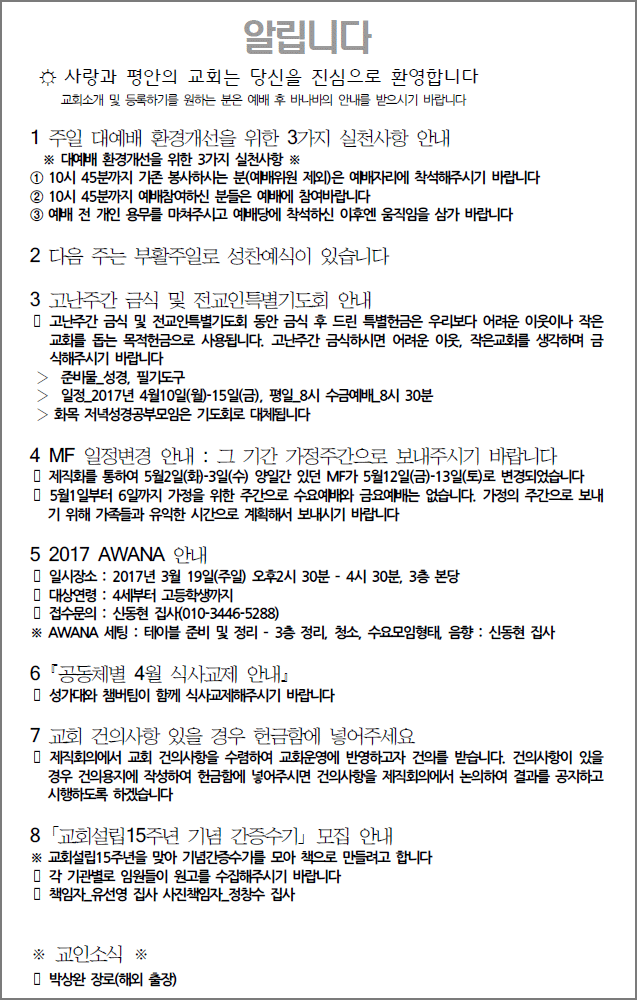 알립니다
☼ 사랑과 평안의 교회는 당신을 진심으로 환영합니다
교회소개 및 등록하기를 원하는 분은 예배 후 바나바의 안내를 받으시기 바랍니다
1 주일 대예배 환경개선을 위한 3가지 실천사항 안내
※ 대예배 환경개선을 위한 3가지 실천사항 ※
① 10시 45분까지 기존 봉사하시는 분(예배위원 제외)은 예배자리에 착석해주시기 바랍니다
② 10시 45분까지 예배참여하신 분들은 예배에 참여바랍니다
③ 예배 전 개인 용무를 마쳐주시고 예배당에 착석하신 이후엔 움직임을 삼가 바랍니다
2 다음 주는 부활주일로 성찬예식이 있습니다
3 고난주간 금식 및 전교인특별기도회 안내
▯ 고난주간 금식 및 전교인특별기도회 동안 금식 후 드린 특별헌금은 우리보다 어려운 이웃이나 작은
교회를 돕는 목적헌금으로 사용됩니다. 고난주간 금식하시면 어려운 이웃, 작은교회를 생각하며 금
식해주시기 바랍니다
＞ 준비물_성경, 필기도구
＞ 일정_2017년 4월10일(월)-15일(금), 평일_8시 수금예배_8시 30분
＞ 화목 저녁성경공부모임은 기도회로 대체됩니다
4 MF 일정변경 안내 : 그 기간 가정주간으로 보내주시기 바랍니다
▯ 제직회를 통하여 5월2일(화)-3일(수) 양일간 있던 MF가 5월12일(금)-13일(토)로 변경되었습니다
▯ 5월1일부터 6일까지 가정을 위한 주간으로 수요예배와 금요예배는 없습니다. 가정의 주간으로 보내
기 위해 가족들과 유익한 시간으로 계획해서 보내시기 바랍니다
5 2017 AWANA 안내
▯ 일시장소 : 2017년 3월 19일(주일) 오후2시 30분 - 4시 30분, 3층 본당
▯ 대상연령 : 4세부터 고등학생까지
▯ 접수문의 : 신동현 집사(010-3446-5288)
※ AWANA 세팅 : 테이블 준비 및 정리 - 3층 정리, 청소, 수요모임형태, 음향 : 신동현 집사
6 『공동체별 4월 식사교제 안내』
▯ 성가대와 챔버팀이 함께 식사교제해주시기 바랍니다
7 교회 건의사항 있을 경우 헌금함에 넣어주세요
▯ 제직회의에서 교회 건의사항을 수렴하여 교회운영에 반영하고자 건의를 받습니다. 건의사항이 있을
경우 건의용지에 작성하여 헌금함에 넣어주시면 건의사항을 제직회의에서 논의하여 결과를 공지하고
시행하도록 하겠습니다
8 「교회설립15주년 기념 간증수기」 모집 안내
※ 교회설립15주년을 맞아 기념간증수기를 모아 책으로 만들려고 합니다
▯ 각 기관별로 임원들이 원고를 수집해주시기 바랍니다
▯ 책임자_유선영 집사 사진책임자_정창수 집사
※ 교인소식 ※
▯ 박상완 장로(해외 출장)